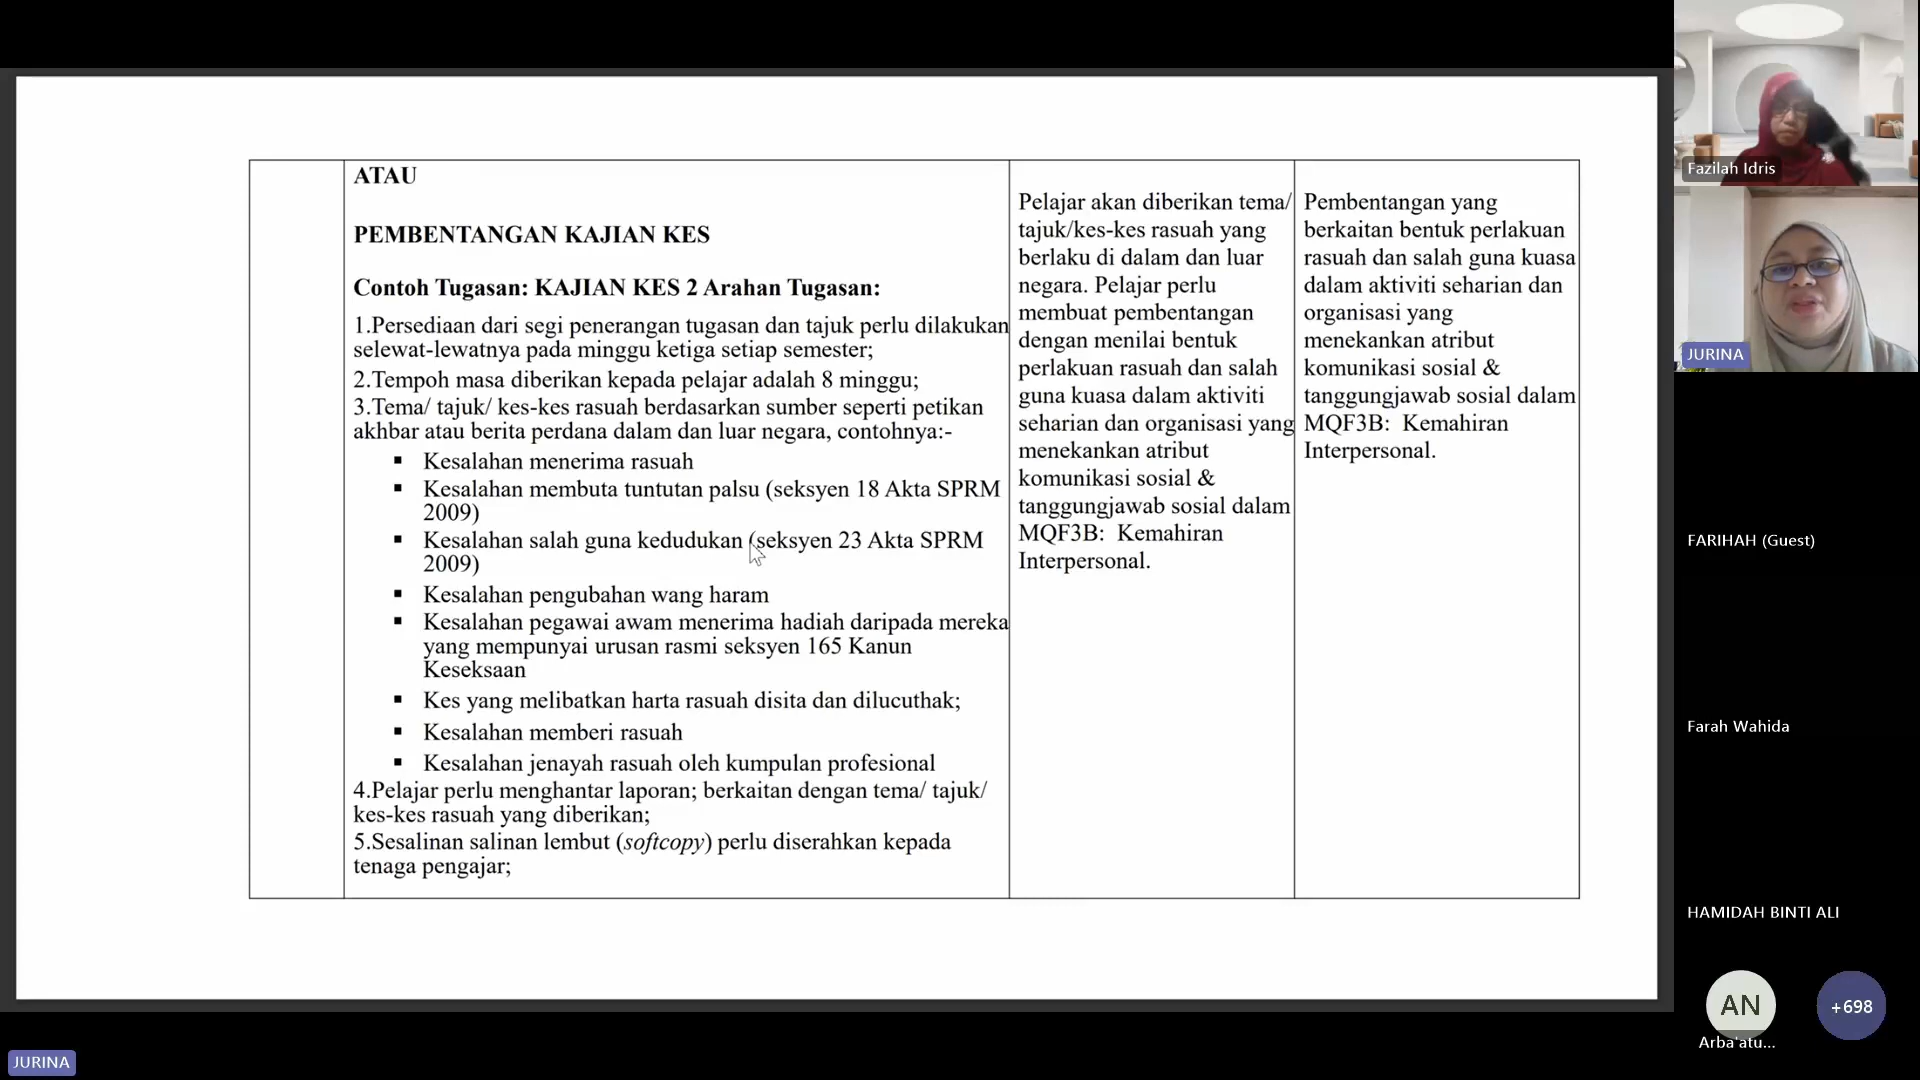 ATAU
PEMBENTANGAN KAJIAN KES
Contoh Tugasan: KAJIAN KES 2 Arahan Tugasan:
1.Persediaan dari segi penerangan tugasan dan tajuk perlu dilakukan
selewat-lewatnya pada minggu ketiga setiap semester;
2.Tempoh masa diberikan kepada pelajar adalah 8 minggu;
3.Tema/ tajuk/ kes-kes rasuah berdasarkan sumber seperti petikan
akhbar atau berita perdana dalam dan luar negara, contohnya:-
▪ Kesalahan menerima rasuah
▪ Kesalahan membuta tuntutan palsu (seksyen 18 Akta SPRM
2009)
▪ Kesalahan salah guna kedudukan (seksyen 23 Akta SPRM
2009)
▪ Kesalahan pengubahan wang haram
▪ Kesalahan pegawai awam menerima hadiah daripada mereka
yang mempunyai urusan rasmi seksyen 165 Kanun
Keseksaan
▪ Kes yang melibatkan harta rasuah disita dan dilucuthak;
▪ Kesalahan memberi rasuah
▪ Kesalahan jenayah rasuah oleh kumpulan profesional
4.Pelajar perlu menghantar laporan; berkaitan dengan tema/ tajuk/
kes-kes rasuah yang diberikan;
5.Sesalinan salinan lembut (softcopy) perlu diserahkan kepada
tenaga pengajar;
Pelajar akan diberikan tema/
tajuk/kes-kes rasuah yang
berlaku di dalam dan luar
negara. Pelajar perlu
membuat pembentangan
dengan menilai bentuk
perlakuan rasuah dan salah
guna kuasa dalam aktiviti
seharian dan organisasi yang
menekankan atribut
komunikasi sosial &
tanggungjawab sosial dalam
MQF3B: Kemahiran
Interpersonal.
Pembentangan yang
berkaitan bentuk perlakuan
rasuah dan salah guna kuasa
dalam aktiviti seharian dan
organisasi yang
menekankan atribut
komunikasi sosial &
tanggungjawab sosial dalam
MQF3B: Kemahiran
Interpersonal.
Fazilah Idris
JURINA
FARIHAH (Guest)
Farah Wahida
HAMIDAH BINTI ALI
AN
+698
Arba'atu...
JURINA